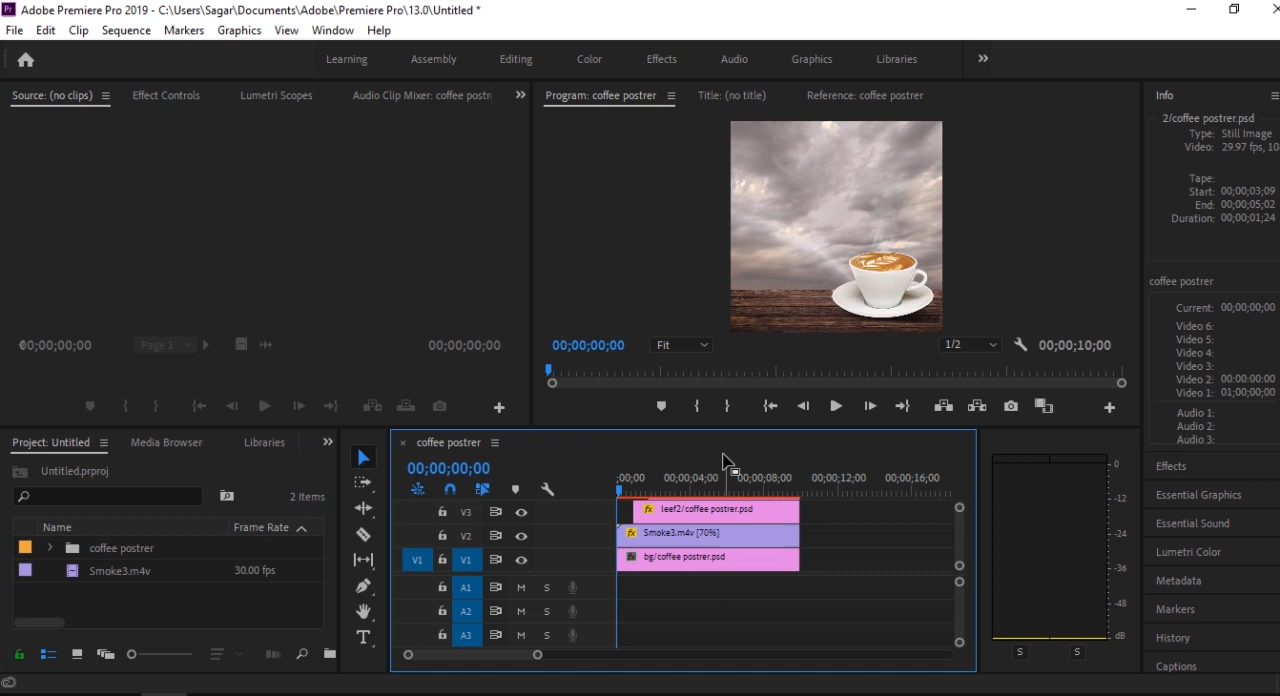 Adobe Premiere Pro 2019 - C:\Users\Sagar\Documents\Adobe\Premiere Pro\13.0\Untitled *
File Edit Clip Sequence Markers Graphics View Window Help
Learning Assembly Editing Color Effects Audio Graphics Libraries
Source: (no clips) Effect Controls Lumetri Scopes Audio Clip Mixer: coffee postr
Program: coffee postrer Title: (no title) Reference: coffee postrer
Info
2/coffee postrer.psd
Type: Still Image
Video: 29.97 fps, 10
Tape:
Start: 00;00;03;09
End: 00;00;05;02
Duration: 00;00;01;24
coffee postrer
Current: 00;00;00;00
Video 6:
Video 5:
Video 4:
Video 3:
Video 2: 00:00:00:00
Video 1: 01;00;00;00
Audio 1:
Audio 2:
Audio 3:
00;00;00;00 Page 1 00;00;00;00
00;00;00;00 Fit 1/2 00;00;10;00
Project: Untitled Media Browser Libraries
Untitled.prproj
2 Items
Name Frame Rate
coffee postrer
Smoke3.m4v 30.00 fps
coffee postrer
00;00;00;00
;00;00 00;00;04;00 00;00;08;00 00;00;12;00 00;00;16;00
V3 fx leef2/coffee postrer.psd
V2 fx Smoke3.m4v [70%]
V1 V1 fx bg/coffee postrer.psd
A1 M S
A2 M S
A3 M S
0
-12
-24
-36
-48
dB
S S
Effects
Essential Graphics
Essential Sound
Lumetri Color
Metadata
Markers
History
Captions